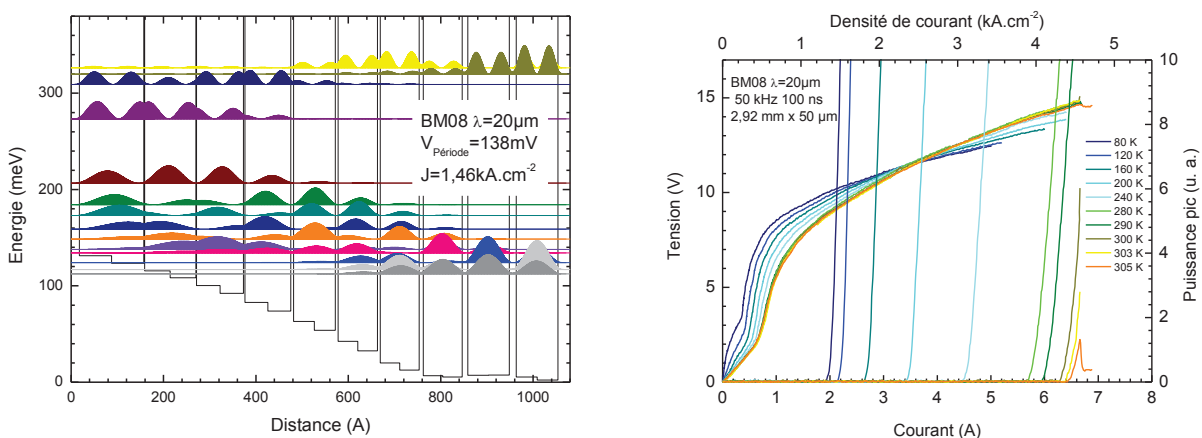 Energie (meV)
300
200
100
0
BM08 λ=20µm
VPériode=138mV
J=1,46kA.cm-2
0 200 400 600 800 1000
Distance (A)
Densité de courant (kA.cm-2)
0 1 2 3 4 5
Tension (V)
15
10
5
0
BM08 λ=20µm
50 kHz 100 ns
2,92 mm x 50 µm
80 K
120 K
160 K
200 K
240 K
280 K
290 K
300 K
303 K
305 K
10
8
6
4
2
0
Puissance pic (u. a.)
0 1 2 3 4 5 6 7 8
Courant (A)